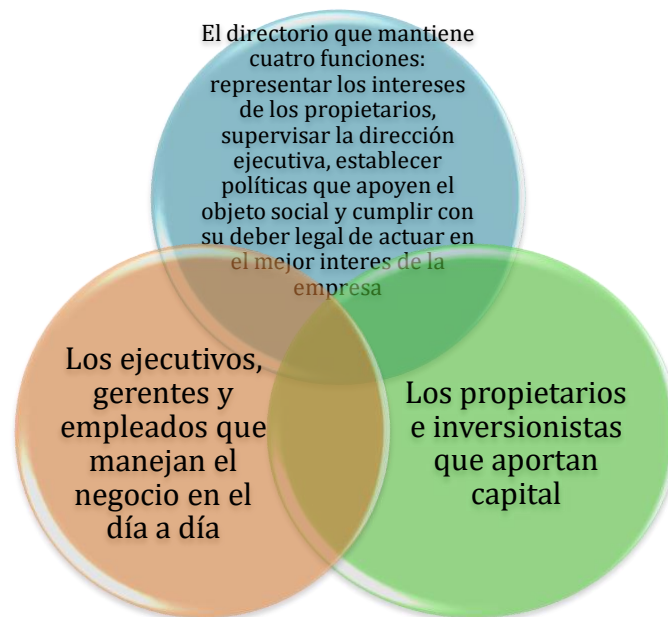 El directorio que mantiene
cuatro funciones:
representar los intereses
de los propietarios,
supervisar la dirección
ejecutiva, establecer
políticas que apoyen el
objeto social y cumplir con
su deber legal de actuar en
el mejor interes de la
empresa
Los ejecutivos,
gerentes y
empleados que
manejan el
negocio en el
día a día
Los propietarios
e inversionistas
que aportan
capital